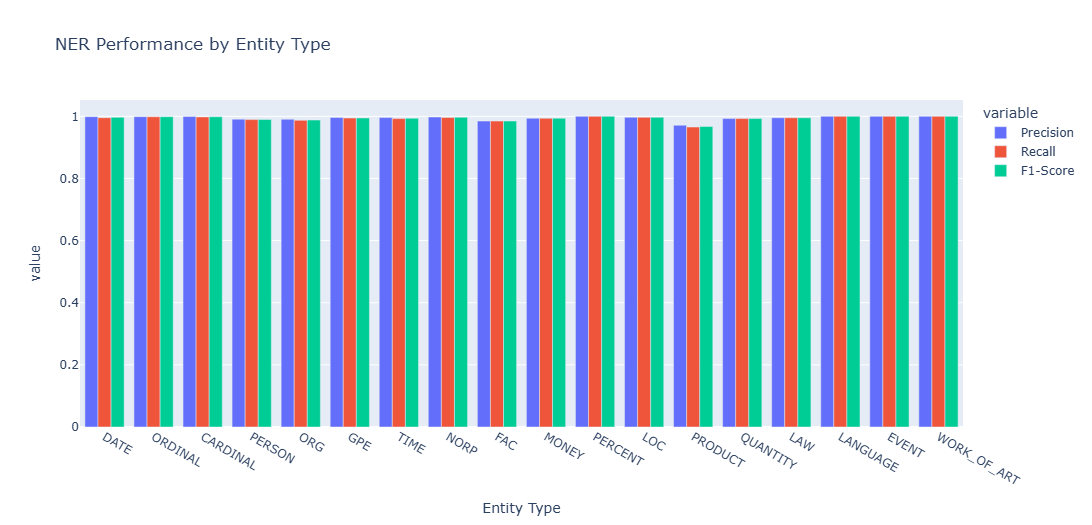 NER Performance by Entity Type
variable
Precision
Recall
F1-Score
value
1
0.8
0.6
0.4
0.2
0
DATE
ORDINAL
CARDINAL
PERSON
ORG
GPE
TIME
NORP
FAC
MONEY
PERCENT
LOC
PRODUCT
QUANTITY
LAW
LANGUAGE
EVENT
WORK_OF_ART
Entity Type